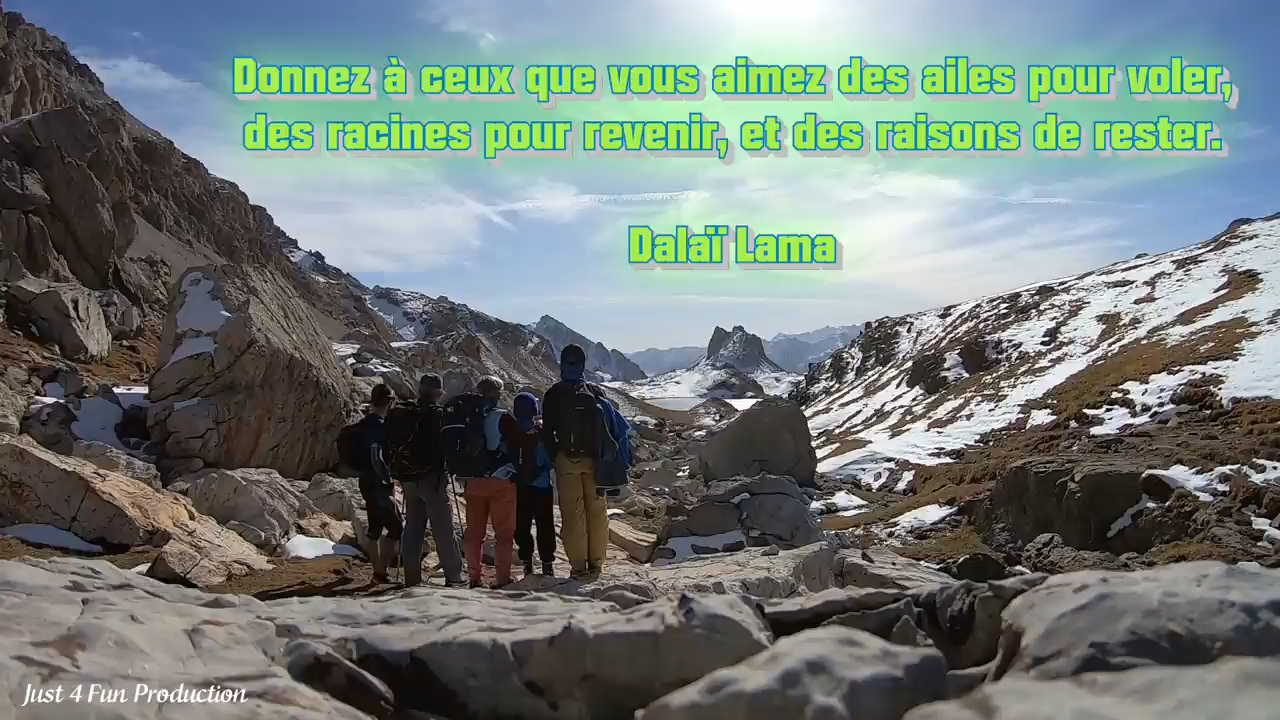 Donnez à ceux que vous aimez des ailes pour voler,
des racines pour revenir, et des raisons de rester.
Dalaï Lama
Just 4 Fun Production